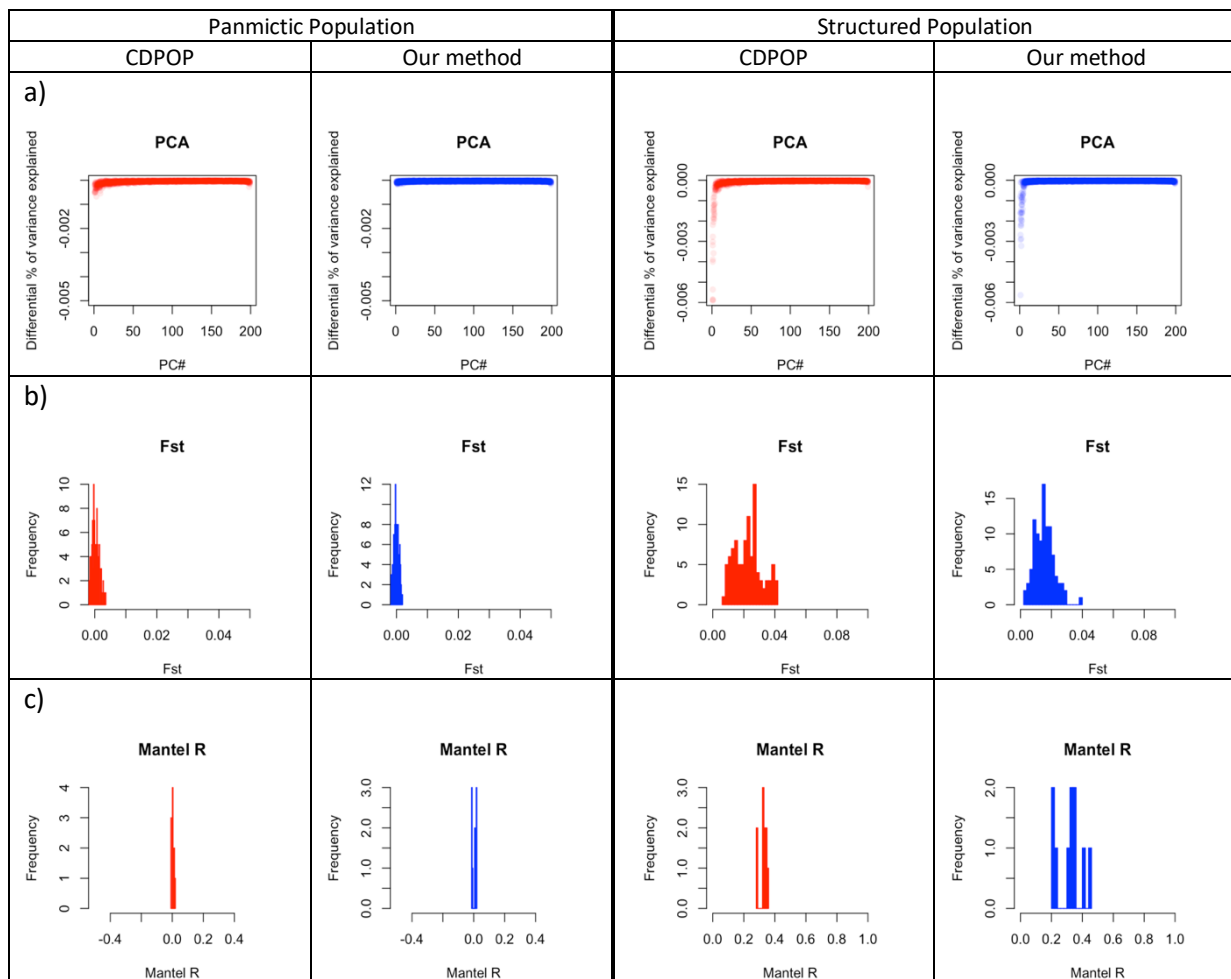 Panmictic Population
Structured Population
CDPOP
Our method
CDPOP
Our method
a)
PCA
Differential % of variance explained
-0.002
-0.005
0 50 100 150 200
PC#
PCA
Differential % of variance explained
-0.002
-0.005
0 50 100 150 200
PC#
PCA
Differential % of variance explained
0.000
-0.003
-0.006
0 50 100 150 200
PC#
PCA
Differential % of variance explained
0.000
-0.003
-0.006
0 50 100 150 200
PC#
b)
Fst
Frequency
10
8
6
4
2
0
0.00 0.02 0.04
Fst
Fst
Frequency
12
8
6
4
2
0
0.00 0.02 0.04
Fst
Fst
Frequency
15
10
5
0
0.00 0.04 0.08
Fst
Fst
Frequency
15
10
5
0
0.00 0.04 0.08
Fst
c)
Mantel R
Frequency
4
3
2
1
0
-0.4 0.0 0.2 0.4
Mantel R
Mantel R
Frequency
3.0
2.0
1.0
0.0
-0.4 0.0 0.2 0.4
Mantel R
Mantel R
Frequency
3.0
2.0
1.0
0.0
0.0 0.2 0.4 0.6 0.8 1.0
Mantel R
Mantel R
Frequency
2.0
1.0
0.0
0.0 0.2 0.4 0.6 0.8 1.0
Mantel R